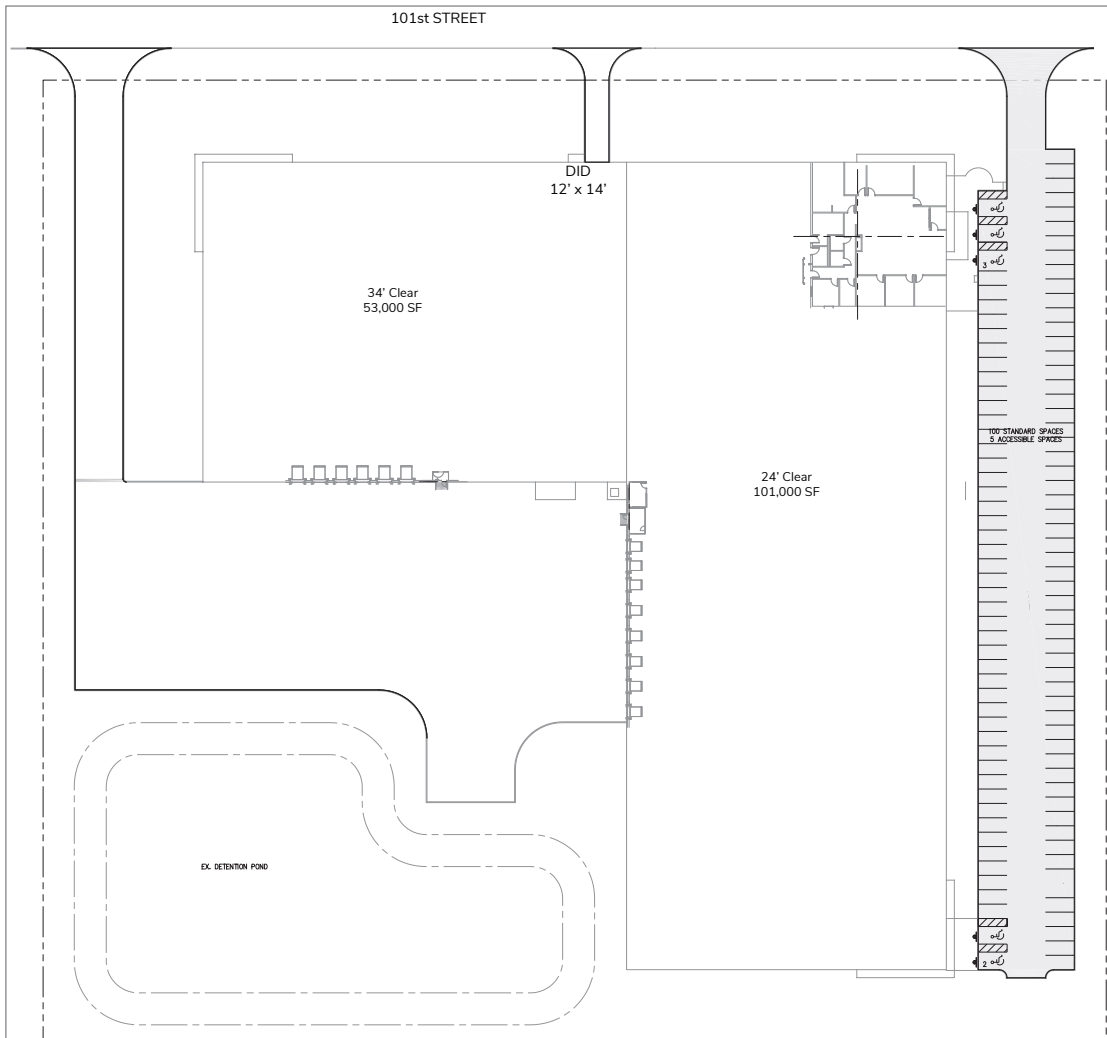 101st STREET
DID
12' x 14'
34' Clear
53,000 SF
3
100 STANDARD SPACES
5 ACCESSIBLE SPACES
24' Clear
101,000 SF
EX. DETENTION POND
2